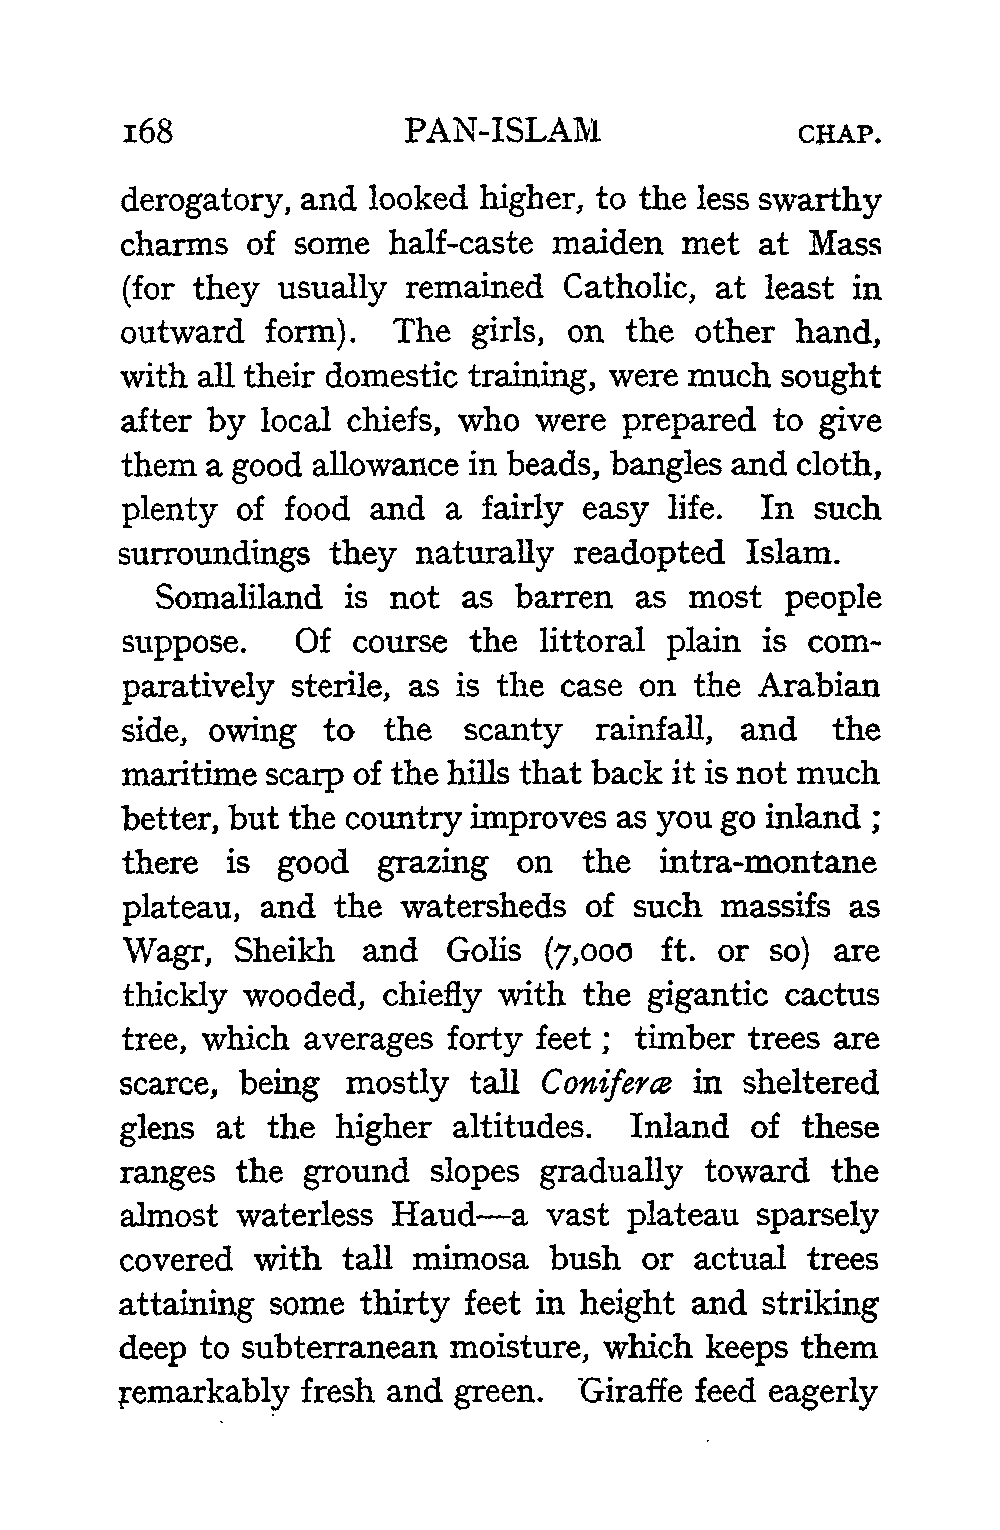 168 PAN-ISLAM CHAP.
derogatory, and looked higher, to the less swarthy
charms of some half-caste maiden met at Mass
(for they usually remained Catholic, at least in
outward form). The girls, on the other hand,
with all their domestic training, were much sought
after by local chiefs, who were prepared to give
them a good allowance in beads, bangles and cloth,
plenty of food and a fairly easy life. In such
surroundings they naturally readopted Islam.
Somaliland is not as barren as most people
suppose. Of course the littoral plain is com-
paratively sterile, as is the case on the Arabian
side, owing to the scanty rainfall, and the
maritime scarp of the hills that back it is not much
better, but the country improves as you go inland ;
there is good grazing on the intra-montane
plateau, and the watersheds of such massifs as
Wagr, Sheikh and Golis (7,000 ft. or so) are
thickly wooded, chiefly with the gigantic cactus
tree, which averages forty feet ; timber trees are
scarce, being mostly tall Coniferæ in sheltered
glens at the higher altitudes. Inland of these
ranges the ground slopes gradually toward the
almost waterless Haud—a vast plateau sparsely
covered with tall mimosa bush or actual trees
attaining some thirty feet in height and striking
deep to subterranean moisture, which keeps them
remarkably fresh and green. Giraffe feed eagerly